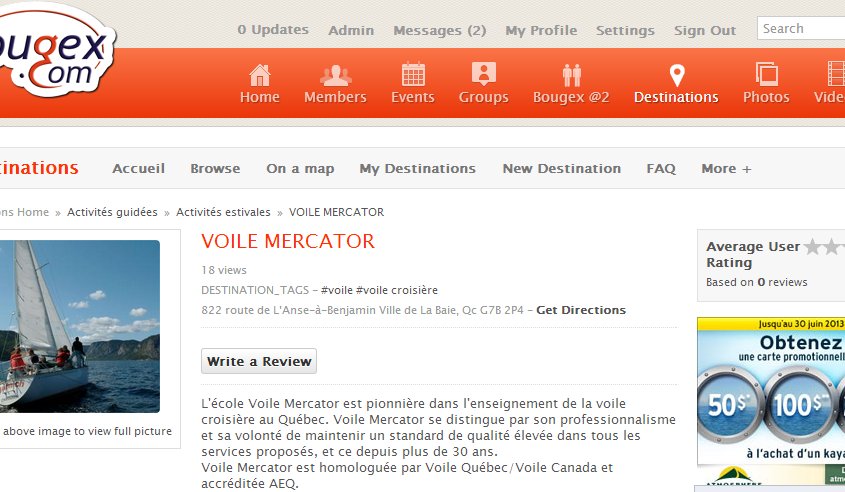 0 Updates Admin Messages (2) My Profile Settings Sign Out Search
ougex
.com
Home Members Events Groups Bougex @2 Destinations Photos Vide
tinations Accueil Browse On a map My Destinations New Destination FAQ More +
ons Home » Activités guidées » Activités estivales » VOILE MERCATOR
VOILE MERCATOR
18 views
DESTINATION_TAGS - #voile #voile croisière
822 route de L'Anse-à-Benjamin Ville de La Baie, Qc G7B 2P4 - Get Directions
Write a Review
above image to view full picture
L'école Voile Mercator est pionnière dans l'enseignement de la voile
croisière au Québec. Voile Mercator se distingue par son professionnalisme
et sa volonté de maintenir un standard de qualité élevée dans tous les
services proposés, et ce depuis plus de 30 ans.
Voile Mercator est homologuée par Voile Québec/Voile Canada et
accréditée AEQ.
Average User
Rating
Based on 0 reviews
Jusqu'au 30 juin 2013
Obtenez
une carte promotionnell
50$* 100$*
à l'achat d'un kaya
ATMOSPHERE